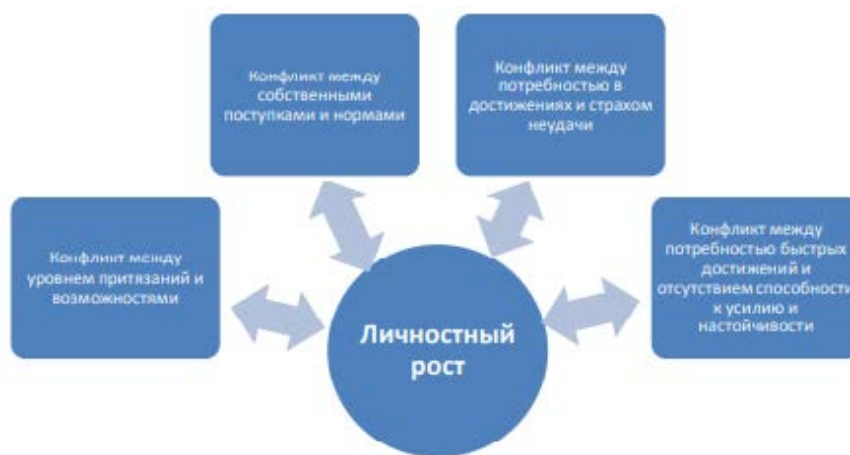 Конфликт между
собственными
поступками и нормами
Конфликт между
потребностью в
достижениях и страхом
неудачи
Конфликт между
уровнем притязаний и
возможностями
Конфликт между
потребностью быстрых
достижений и
отсутствием способности
к усилию и
настойчивости
Личностный
рост